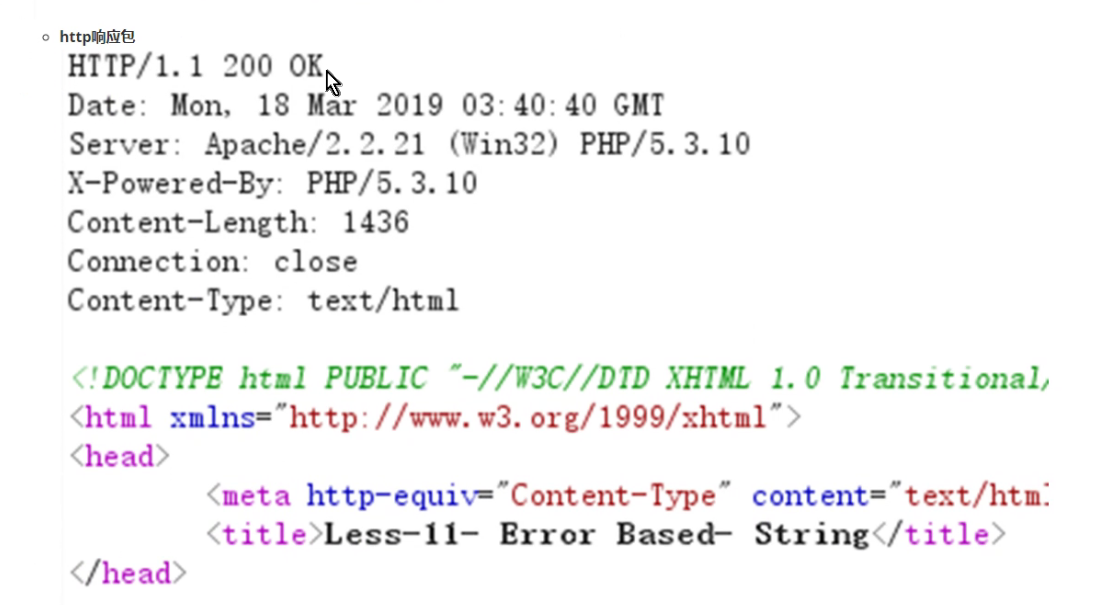 http响应包
HTTP/1.1 200 OK
Date: Mon, 18 Mar 2019 03:40:40 GMT
Server: Apache/2.2.21 (Win32) PHP/5.3.10
X-Powered-By: PHP/5.3.10
Content-Length: 1436
Connection: close
Content-Type: text/html
<!DOCTYPE html PUBLIC "-//W3C//DTD XHTML 1.0 Transitional/
<html xmlns="http://www.w3.org/1999/xhtml">
<head>
<meta http-equiv="Content-Type" content="text/htm
<title>Less-11- Error Based- String</title>
</head>